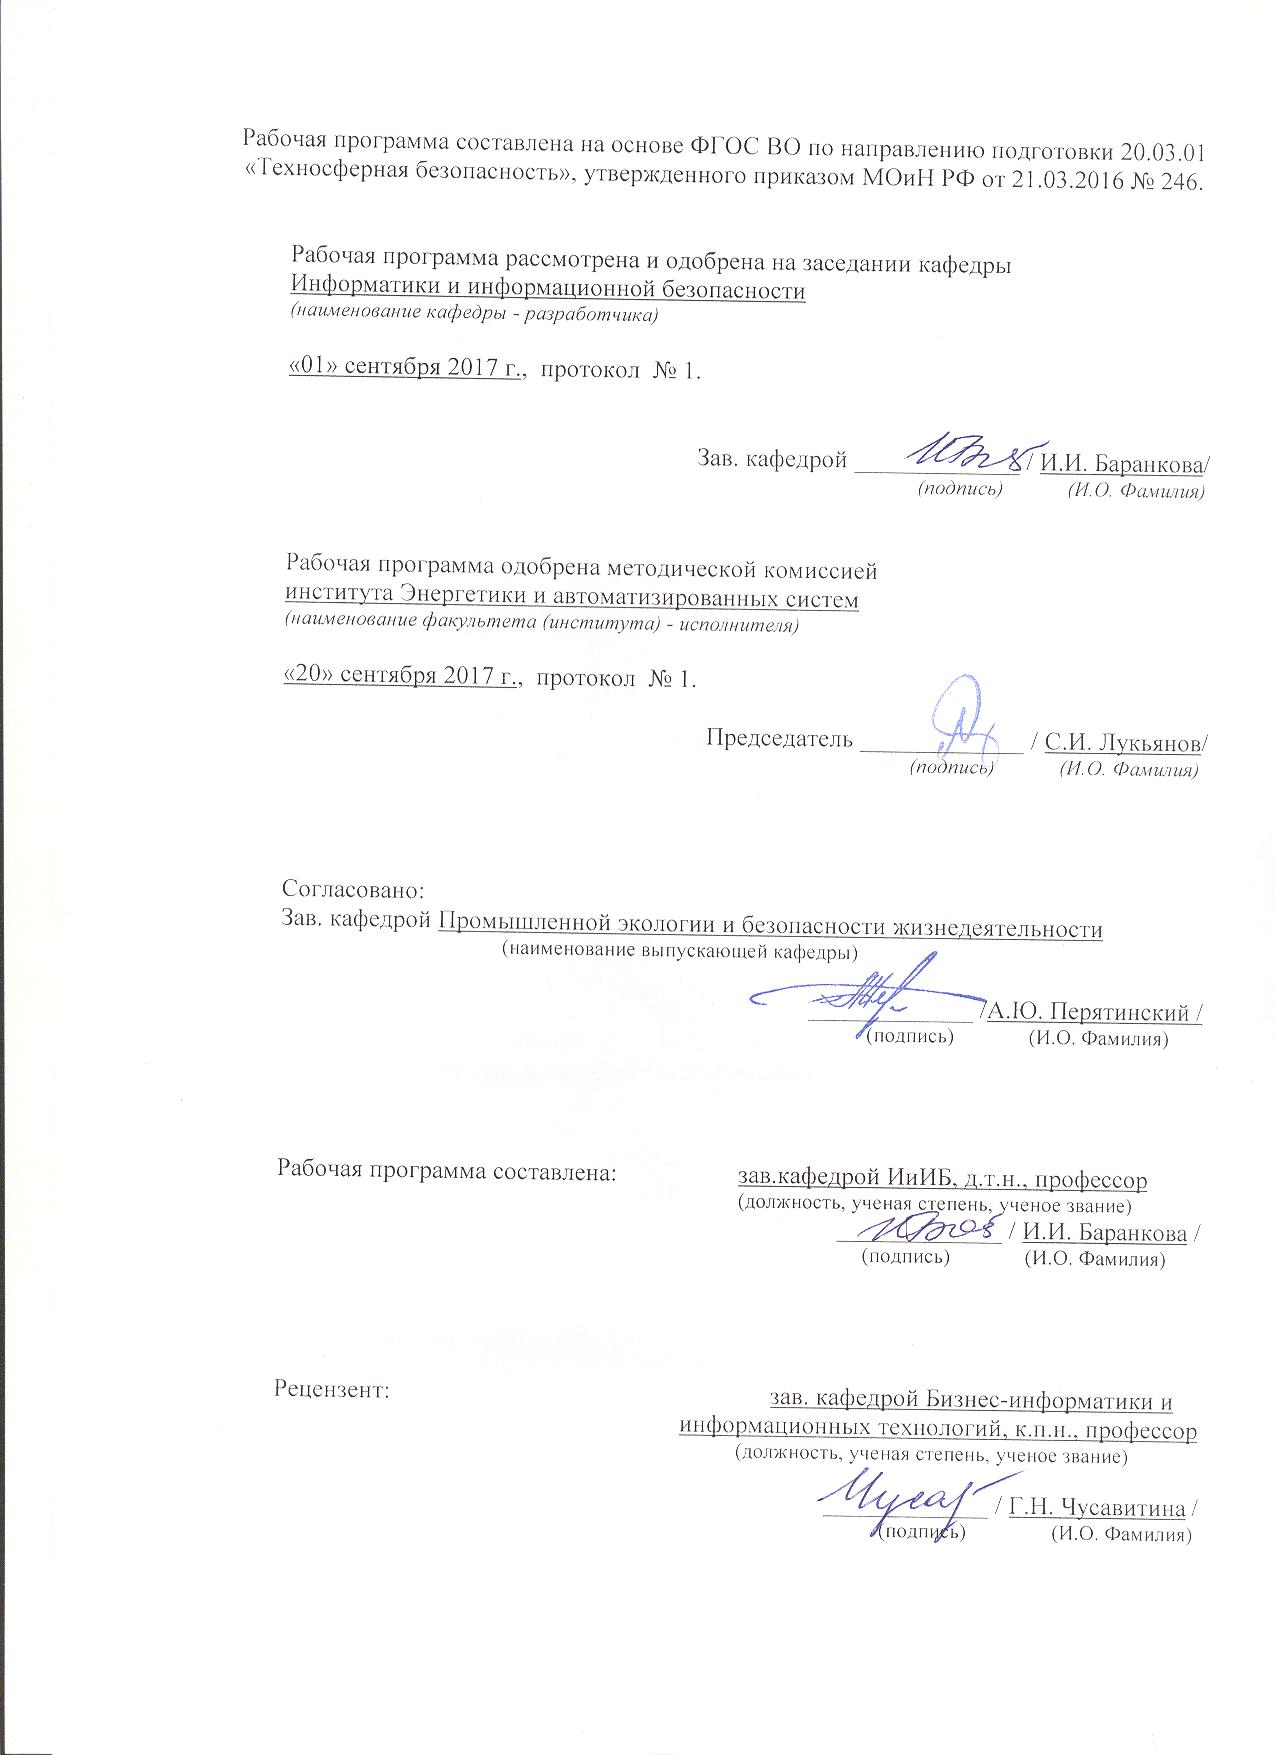 Рабочая программа составлена на основе ФГОС ВО по направлению подготовки 20.03.01
«Техносферная безопасность», утвержденного приказом МОиН РФ от 21.03.2016 № 246.
Рабочая программа рассмотрена и одобрена на заседании кафедры
Информатики и информационной безопасности
(наименование кафедры - разработчика)
«01» сентября 2017 г., протокол № 1.
Зав. кафедрой _____________ / И.И. Баранкова/
(подпись) (И.О. Фамилия)
Рабочая программа одобрена методической комиссией
института Энергетики и автоматизированных систем
(наименование факультета (института) - исполнителя)
«20» сентября 2017 г., протокол № 1.
Председатель _____________ / С.И. Лукьянов/
(подпись) (И.О. Фамилия)
Согласовано:
Зав. кафедрой Промышленной экологии и безопасности жизнедеятельности
(наименование выпускающей кафедры)
_____________ /А.Ю. Перятинский /
(подпись) (И.О. Фамилия)
Рабочая программа составлена: зав.кафедрой ИиИБ, д.т.н., профессор
(должность, ученая степень, ученое звание)
_____________ / И.И. Баранкова /
(подпись) (И.О. Фамилия)
Рецензент: зав. кафедрой Бизнес-информатики и
информационных технологий, к.п.н., профессор
(должность, ученая степень, ученое звание)
_____________ / Г.Н. Чусавитина /
(подпись) (И.О. Фамилия)